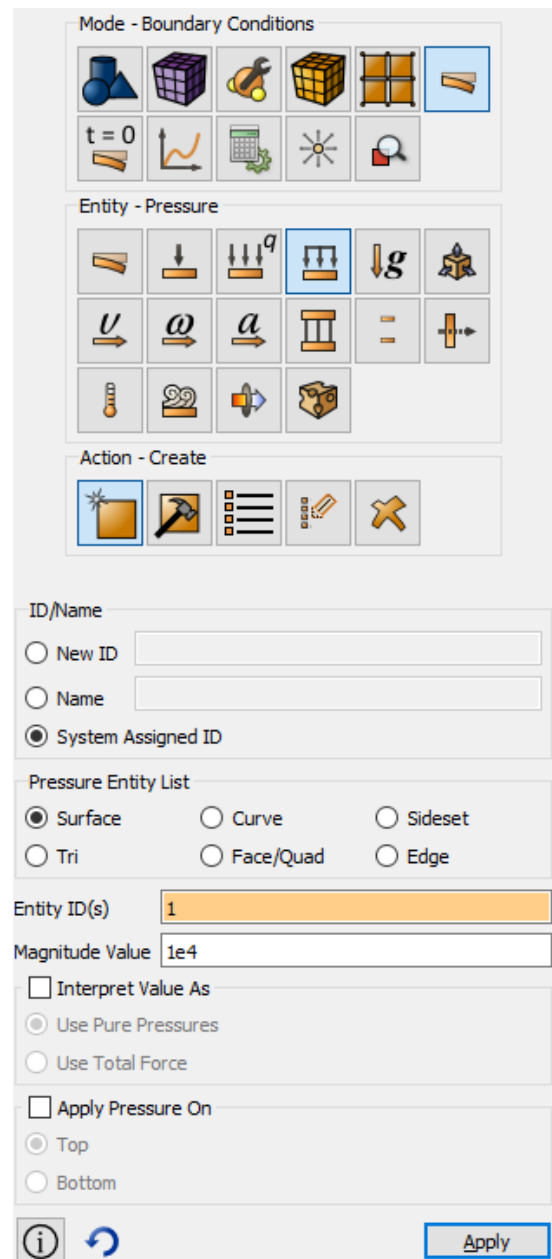 Mode - Boundary Conditions
t = 0
Entity - Pressure
q
g
v
ω
a
Action - Create
ID/Name
New ID
Name
System Assigned ID
Pressure Entity List
Surface Curve Sideset
Tri Face/Quad Edge
Entity ID(s) 1
Magnitude Value 1e4
Interpret Value As
Use Pure Pressures
Use Total Force
Apply Pressure On
Top
Bottom
i Apply